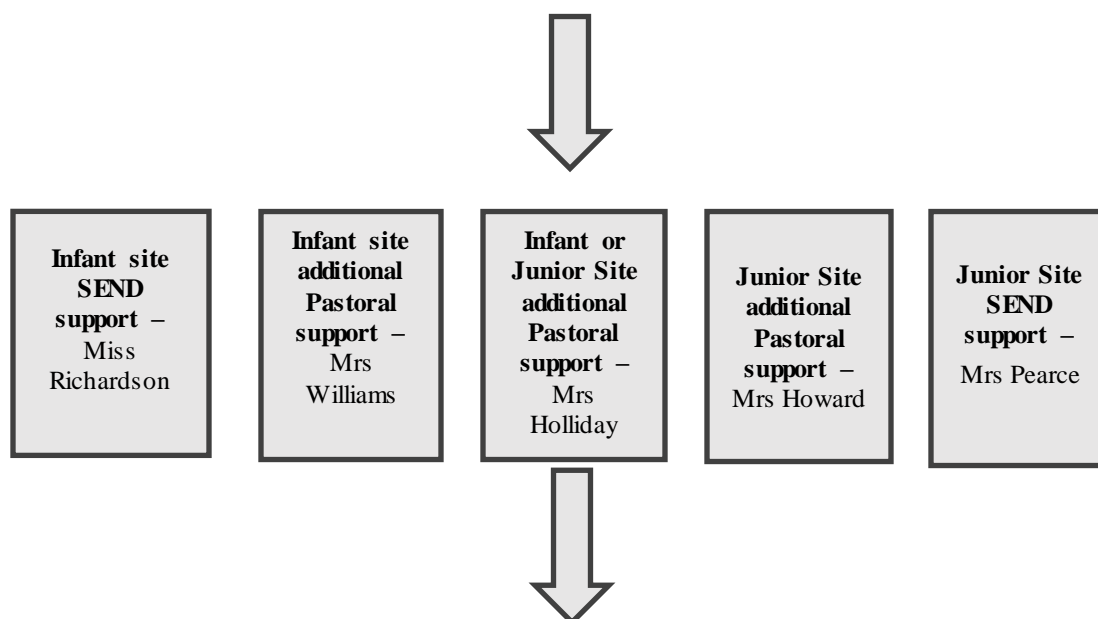 Infant site
SEND
support –
Miss
Richardson
Infant site
additional
Pastoral
support –
Mrs
Williams
Infant or
Junior Site
additional
Pastoral
support –
Mrs
Holliday
Junior Site
additional
Pastoral
support –
Mrs Howard
Junior Site
SEND
support –
Mrs Pearce